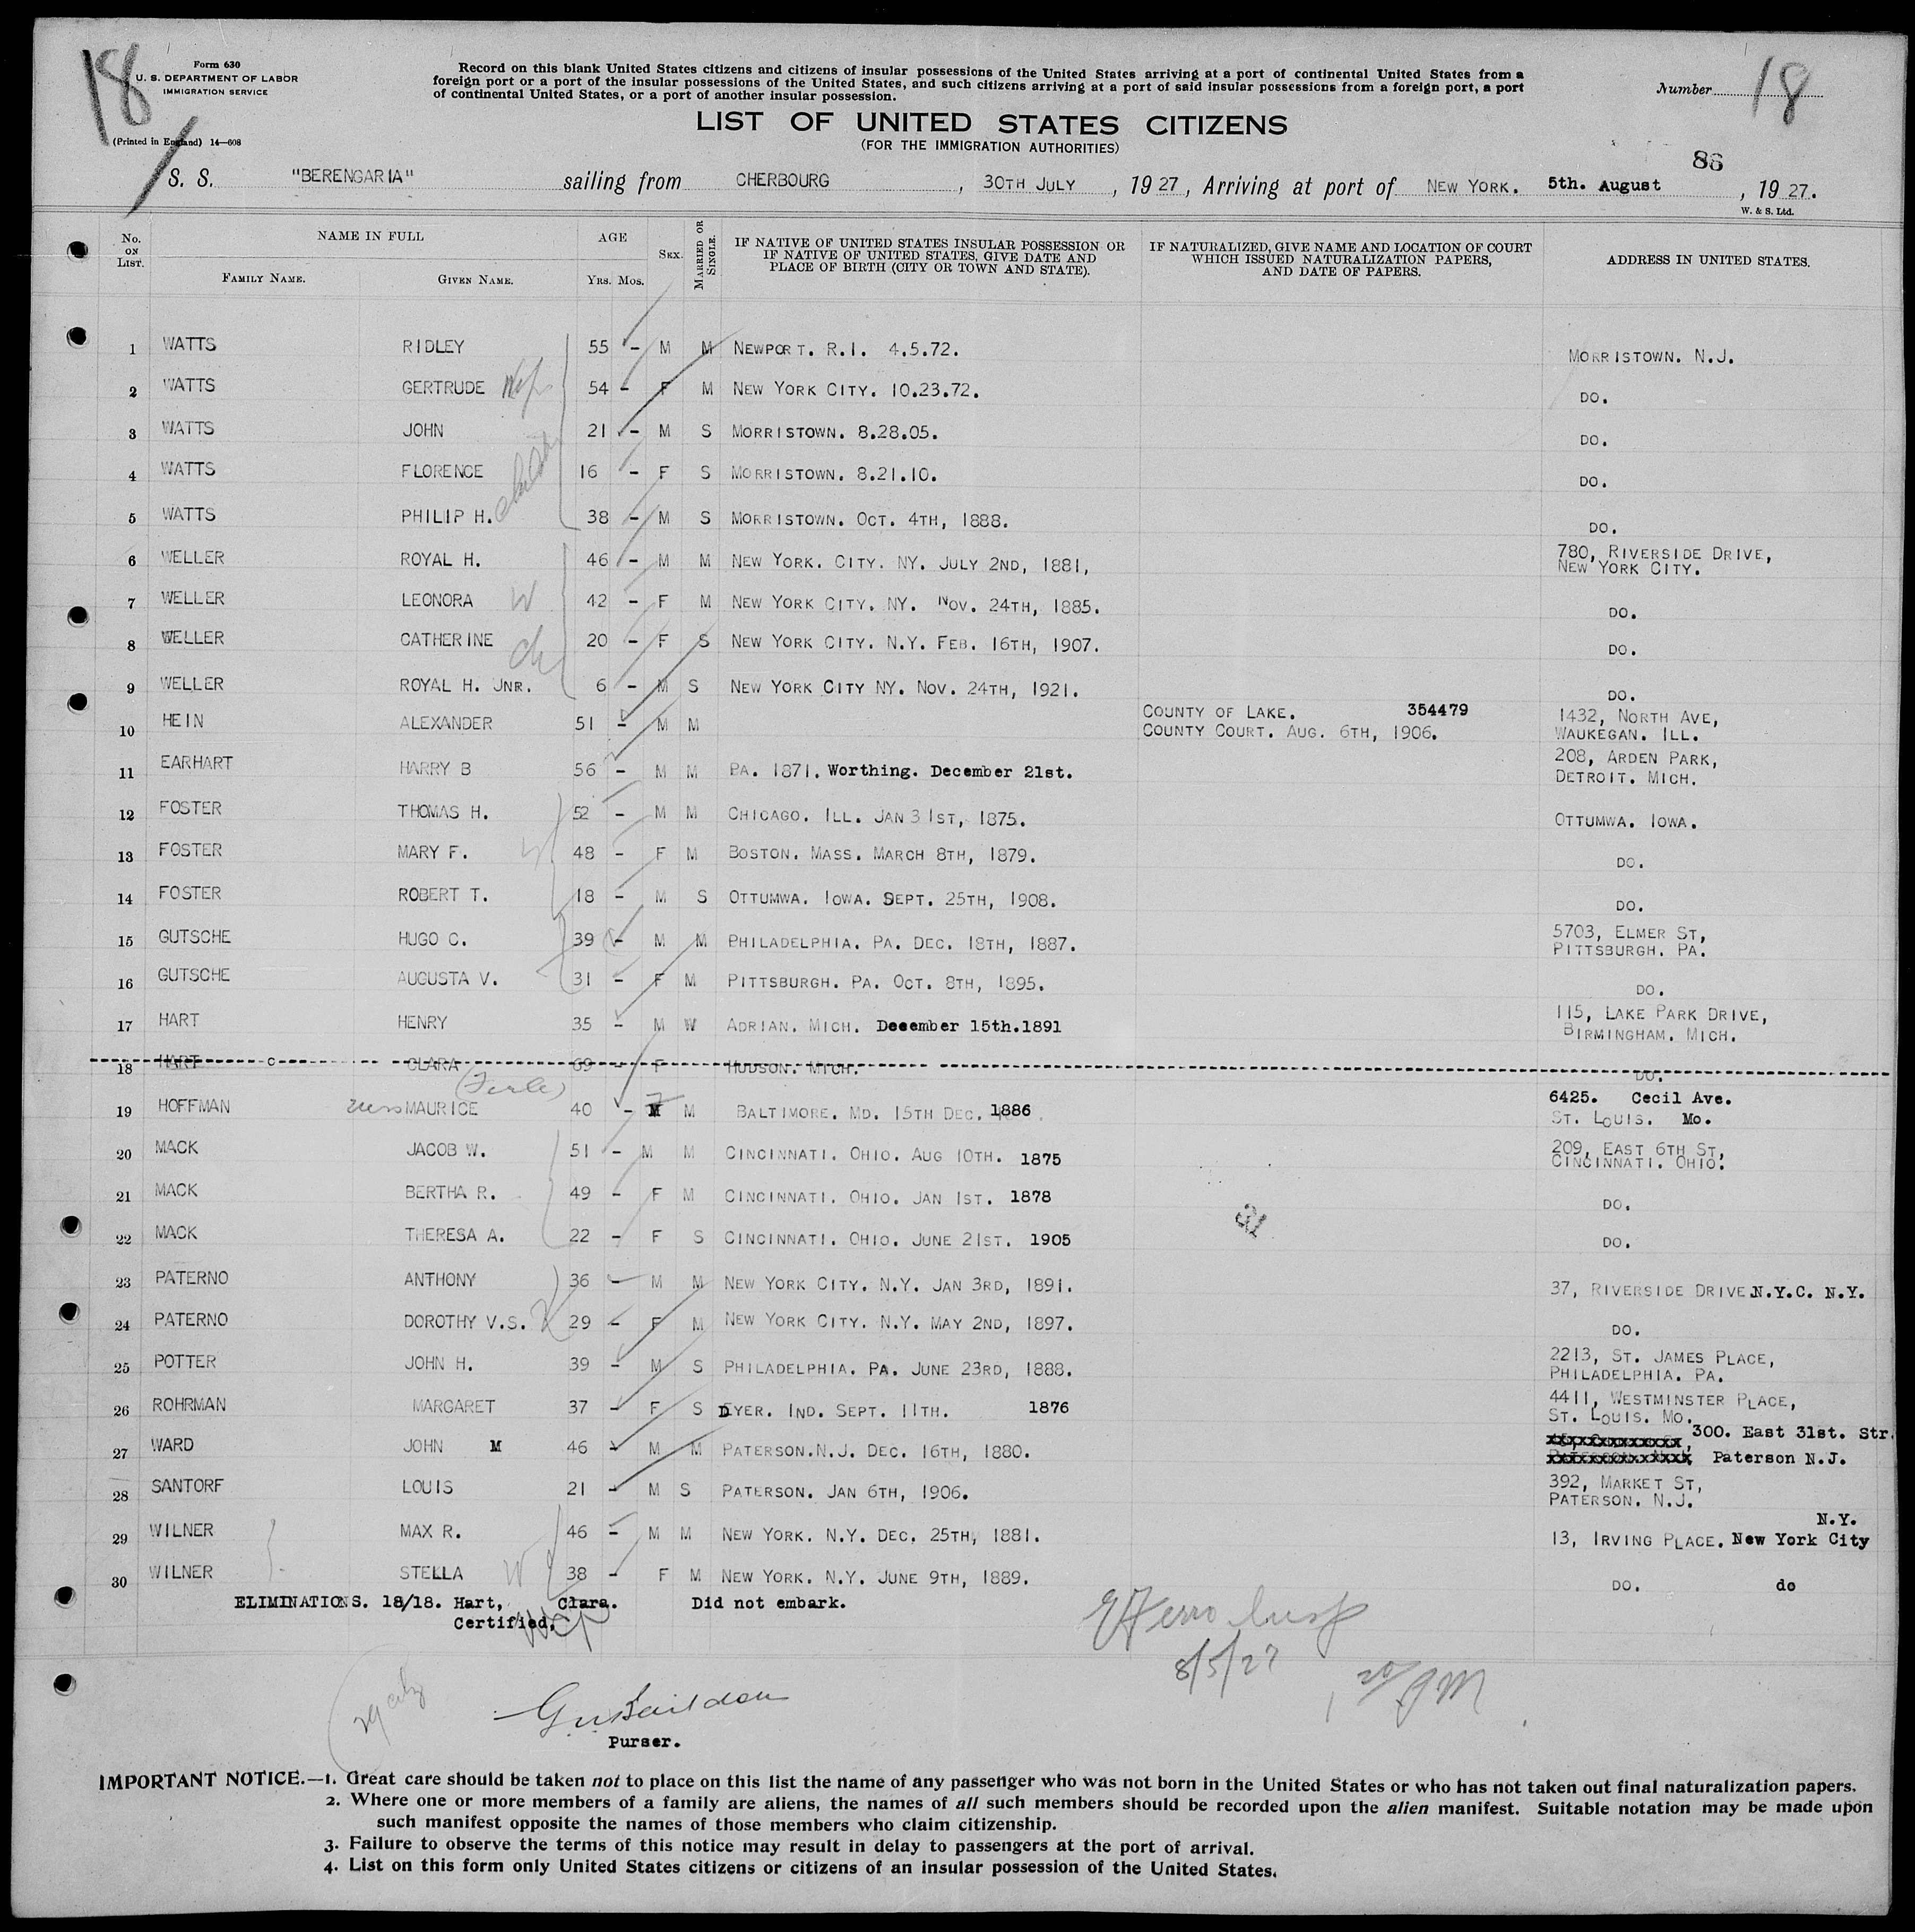 18
Form 630
U. S. DEPARTMENT OF LABOR
IMMIGRATION SERVICE
(Printed in England) 14—608
Record on this blank United States citizens and citizens of insular possessions of the United States arriving at a port of continental United States from a
foreign port or a port of the insular possessions of the United States, and such citizens arriving at a port of said insular possessions from a foreign port, a port
of continental United States, or a port of another insular possession.
Number 18
LIST OF UNITED STATES CITIZENS
(FOR THE IMMIGRATION AUTHORITIES)
86
S. S. "BERENGARIA" sailing from CHERBOURG, 30TH JULY, 1927, Arriving at port of NEW YORK. 5th. August, 1927.
W. & S. Ltd.
No. ON LIST. NAME IN FULL FAMILY NAME. GIVEN NAME. AGE YRS. MOS. SEX. MARRIED OR SINGLE. IF NATIVE OF UNITED STATES INSULAR POSSESSION OR IF NATIVE OF UNITED STATES, GIVE DATE AND PLACE OF BIRTH (CITY OR TOWN AND STATE). IF NATURALIZED, GIVE NAME AND LOCATION OF COURT WHICH ISSUED NATURALIZATION PAPERS, AND DATE OF PAPERS. ADDRESS IN UNITED STATES.
1 WATTS RIDLEY 55 - M M NEWPORT. R.I. 4.5.72. MORRISTOWN. N.J.
2 WATTS GERTRUDE 54 - F M NEW YORK CITY. 10.23.72. DO.
3 WATTS JOHN 21 - M S MORRISTOWN. 8.28.05. DO.
4 WATTS FLORENCE 16 - F S MORRISTOWN. 8.21.10. DO.
5 WATTS PHILIP H. 38 - M S MORRISTOWN. OCT. 4TH, 1888. DO.
6 WELLER ROYAL H. 46 - M M NEW YORK. CITY. NY. JULY 2ND, 1881, 780, RIVERSIDE DRIVE, NEW YORK CITY.
7 WELLER LEONORA W 42 - F M NEW YORK CITY. NY. NOV. 24TH, 1885. DO.
8 WELLER CATHERINE ch 20 - F S NEW YORK CITY. N.Y. FEB. 16TH, 1907. DO.
9 WELLER ROYAL H. JNR. 6 - M S NEW YORK CITY NY. NOV. 24TH, 1921. DO.
10 HEIN ALEXANDER 51 - M M COUNTY OF LAKE. 354479 COUNTY COURT. AUG. 6TH, 1906. 1432, NORTH AVE, WAUKEGAN. ILL.
11 EARHART HARRY B 56 - M M PA. 1871. Worthing. December 21st. 208, ARDEN PARK, DETROIT. MICH.
12 FOSTER THOMAS H. 52 - M M CHICAGO. ILL. JAN 31ST, 1875. OTTUMWA. IOWA.
13 FOSTER MARY F. 48 - F M BOSTON. MASS. MARCH 8TH, 1879. DO.
14 FOSTER ROBERT T. 18 - M S OTTUMWA. IOWA. SEPT. 25TH, 1908. DO.
15 GUTSCHE HUGO C. 39 - M M PHILADELPHIA. PA. DEC. 18TH, 1887. 5703, ELMER ST, PITTSBURGH. PA.
16 GUTSCHE AUGUSTA V. 31 - F M PITTSBURGH. PA. OCT. 8TH, 1895. DO.
17 HART HENRY 35 - M W ADRIAN. MICH. December 15th.1891 115, LAKE PARK DRIVE, BIRMINGHAM. MICH.
18 HART C CLARA 69 - F HUDSON. MICH. DO.
19 HOFFMAN MAURICE 40 - M M BALTIMORE. MD. 15TH DEC. 1886 6425. Cecil Ave. ST. LOUIS. Mo.
20 MACK JACOB W. 51 - M M CINCINNATI. OHIO. AUG 10TH. 1875 209, EAST 6TH ST, CINCINNATI. OHIO.
21 MACK BERTHA R. 49 - F M CINCINNATI. OHIO. JAN 1ST. 1878 DO.
22 MACK THERESA A. 22 - F S CINCINNATI. OHIO. JUNE 21ST. 1905 DO.
23 PATERNO ANTHONY 36 - M M NEW YORK CITY. N.Y. JAN 3RD, 1891. 37, RIVERSIDE DRIVE.N.Y.C. N.Y.
24 PATERNO DOROTHY V.S. 29 - F M NEW YORK CITY. N.Y. MAY 2ND, 1897. DO.
25 POTTER JOHN H. 39 - M S PHILADELPHIA. PA. JUNE 23RD, 1888. 2213, ST. JAMES PLACE, PHILADELPHIA. PA.
26 ROHRMAN MARGARET 37 - F S DYER. IND. SEPT. 11TH. 1876 4411, WESTMINSTER PLACE, ST. LOUIS. MO.
27 WARD JOHN M 46 - M M PATERSON.N.J. DEC. 16TH, 1880. 300. East 31st. Str. Paterson N.J.
28 SANTORF LOUIS 21 - M S PATERSON. JAN 6TH, 1906. 392, MARKET ST, PATERSON. N.J.
29 WILNER MAX R. 46 - M M NEW YORK. N.Y. DEC. 25TH, 1881. 13, IRVING PLACE. New York City N.Y.
30 WILNER STELLA W 38 - F M NEW YORK. N.Y. JUNE 9TH, 1889. DO. do
ELIMINATIONS. 18/18. Hart, Clara. Did not embark.
Certified,
8/5/27
Purser.
IMPORTANT NOTICE.—1. Great care should be taken not to place on this list the name of any passenger who was not born in the United States or who has not taken out final naturalization papers.
2. Where one or more members of a family are aliens, the names of all such members should be recorded upon the alien manifest. Suitable notation may be made upon
such manifest opposite the names of those members who claim citizenship.
3. Failure to observe the terms of this notice may result in delay to passengers at the port of arrival.
4. List on this form only United States citizens or citizens of an insular possession of the United States.